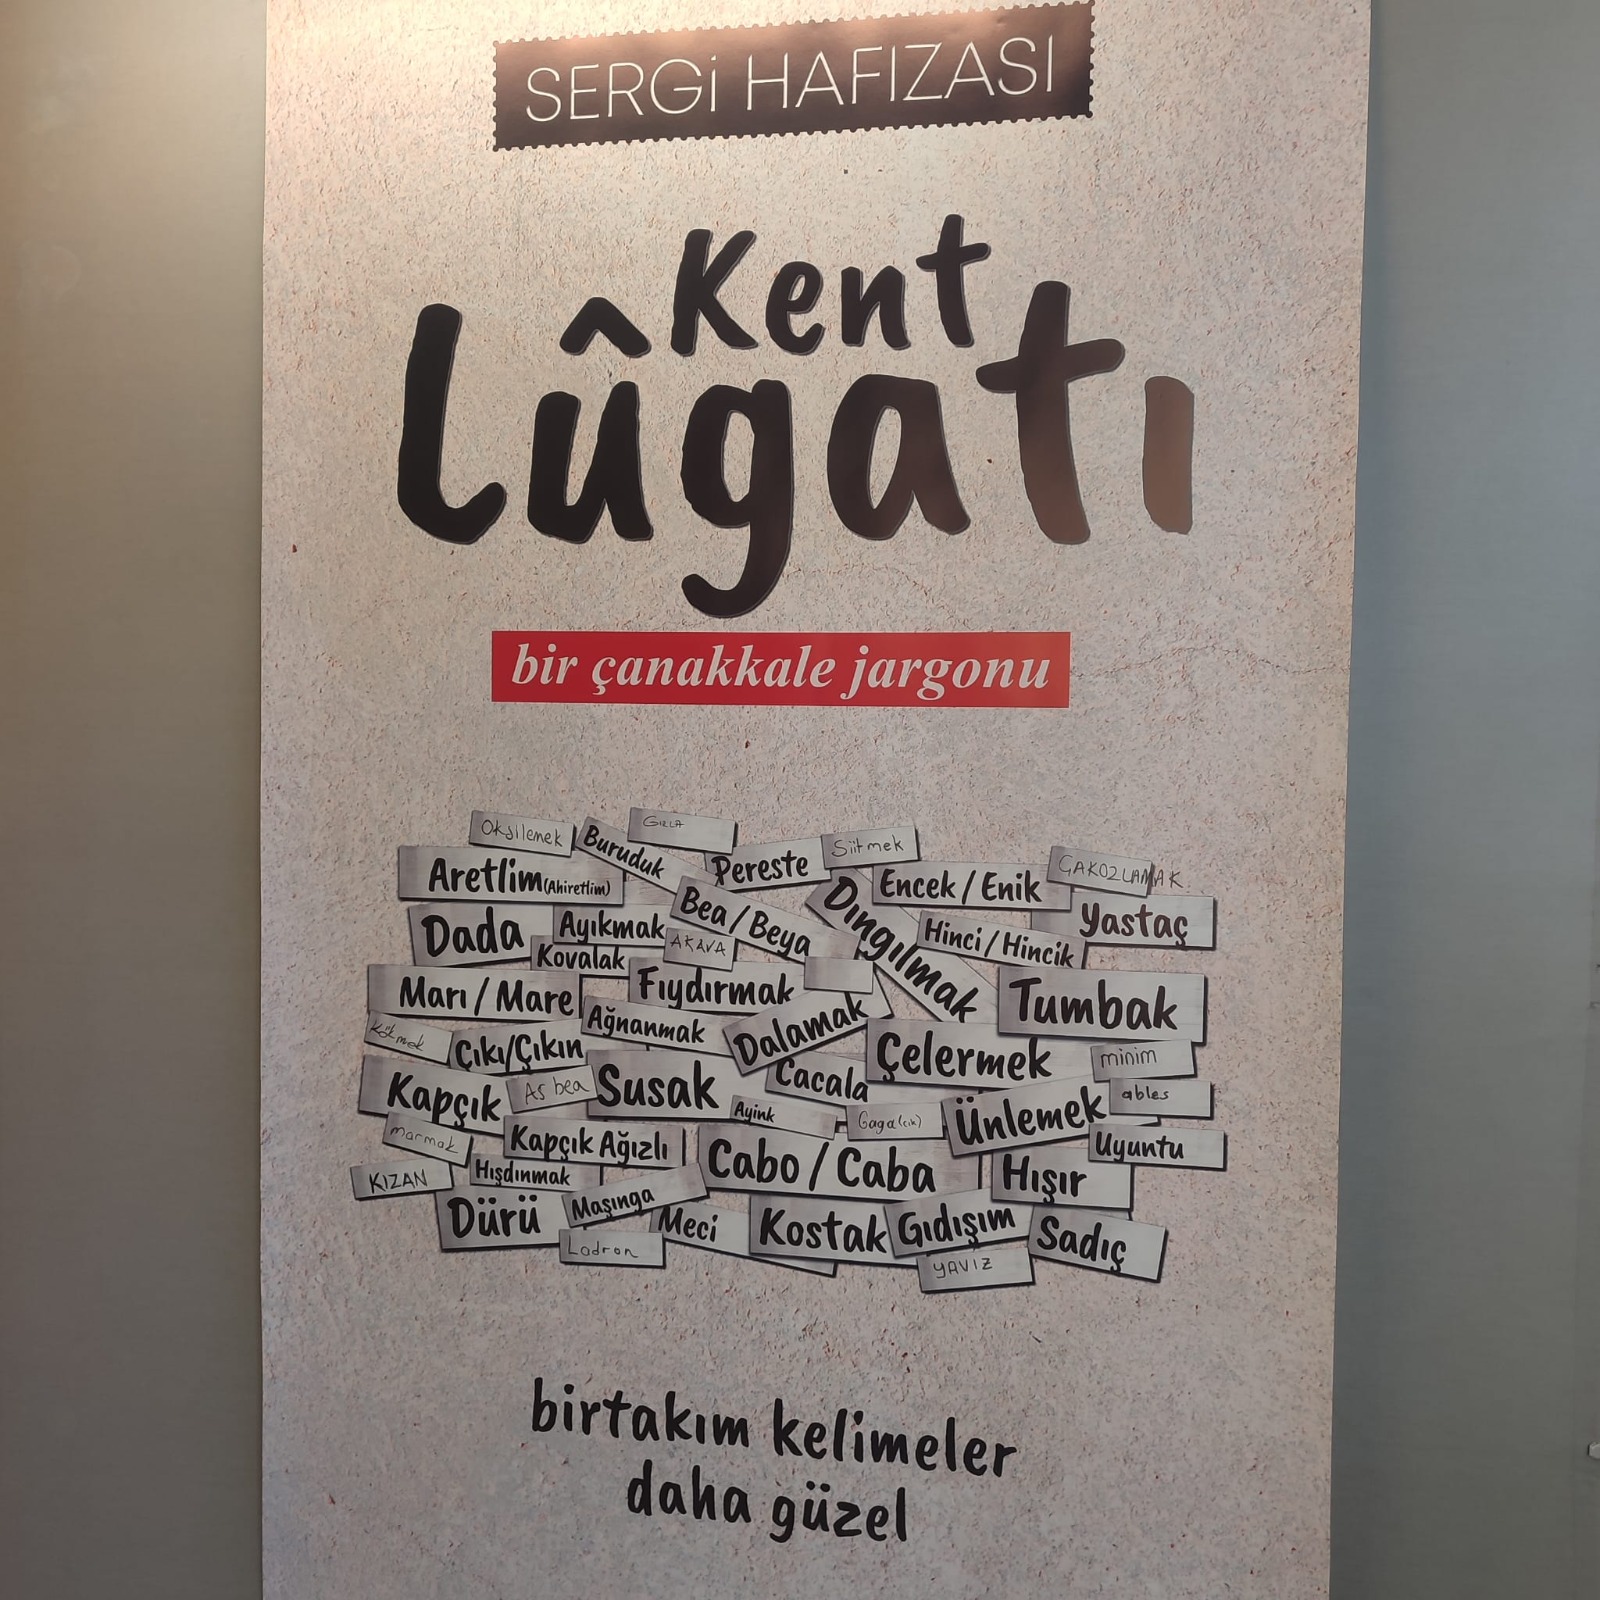 SERGİ HAFIZASI
Kent
Lûgatı
bir çanakkale jargonu
Oksilemek
Buruduk
GIRLA
Pereste
Siitmek
ÇAKOZLAMAK
Aretlim (Ahiretlim)
Encek / Enik
Yastaç
Dada
Ayıkmak
Bea / Beya
Dıngılmak
Hinci / Hincik
Kovalak
AKAVA
Marı / Mare
Fıydırmak
Tumbak
Ağnanmak
Dalamak
Çıkı/Çıkın
Çelermek
minim
Kapçık
As bea
Susak
Cacala
ables
Ayink
Gaga(cık)
Ünlemek
marmak
Kapçık Ağızlı
Uyuntu
KIZAN
Hışdınmak
Cabo / Caba
Hışır
Dürü
Maşınga
Meci
Kostak
Gıdışım
Sadıç
Ladron
YAVIZ
birtakım kelimeler
daha güzel